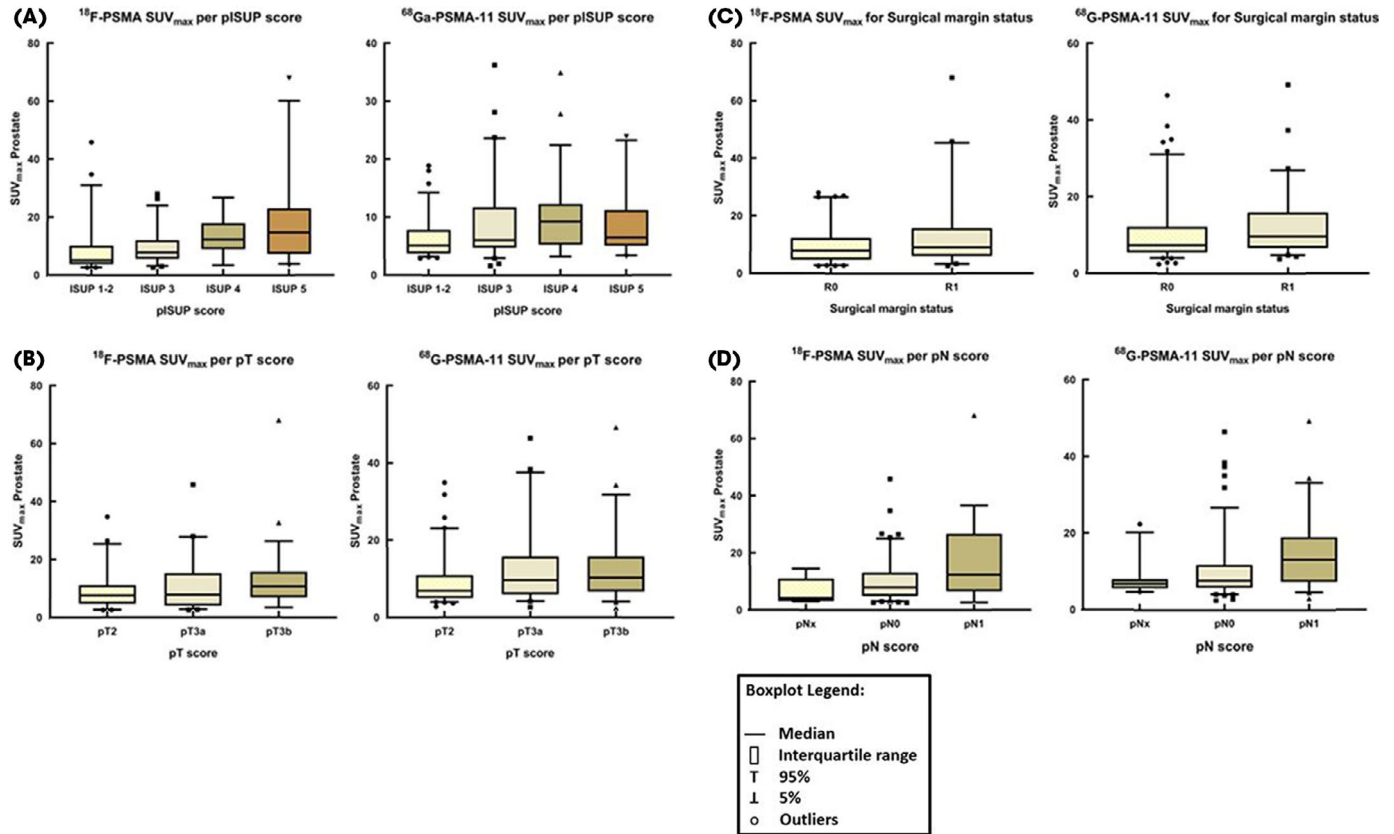 (A)
18F-PSMA SUVmax per pISUP score
68Ga-PSMA-11 SUVmax per pISUP score
SUVmax Prostate
80
60
40
20
0
ISUP 1-2 ISUP 3 ISUP 4 ISUP 5
pISUP score
40
30
20
10
0
ISUP 1-2 ISUP 3 ISUP 4 ISUP 5
pISUP score
(C)
18F-PSMA SUVmax for Surgical margin status
68G-PSMA-11 SUVmax for Surgical margin status
SUVmax Prostate
80
60
40
20
0
R0 R1
Surgical margin status
SUVmax Prostate
60
40
20
0
R0 R1
Surgical margin status
(B)
18F-PSMA SUVmax per pT score
68G-PSMA-11 SUVmax per pT score
SUVmax Prostate
80
60
40
20
0
pT2 pT3a pT3b
pT score
SUVmax Prostate
60
40
20
0
pT2 pT3a pT3b
pT score
(D)
18F-PSMA SUVmax per pN score
68G-PSMA-11 SUVmax per pN score
SUVmax Prostate
80
60
40
20
0
pNx pN0 pN1
pN score
SUVmax Prostate
60
40
20
0
pNx pN0 pN1
pN score
Boxplot Legend:
Median
Interquartile range
95%
5%
Outliers